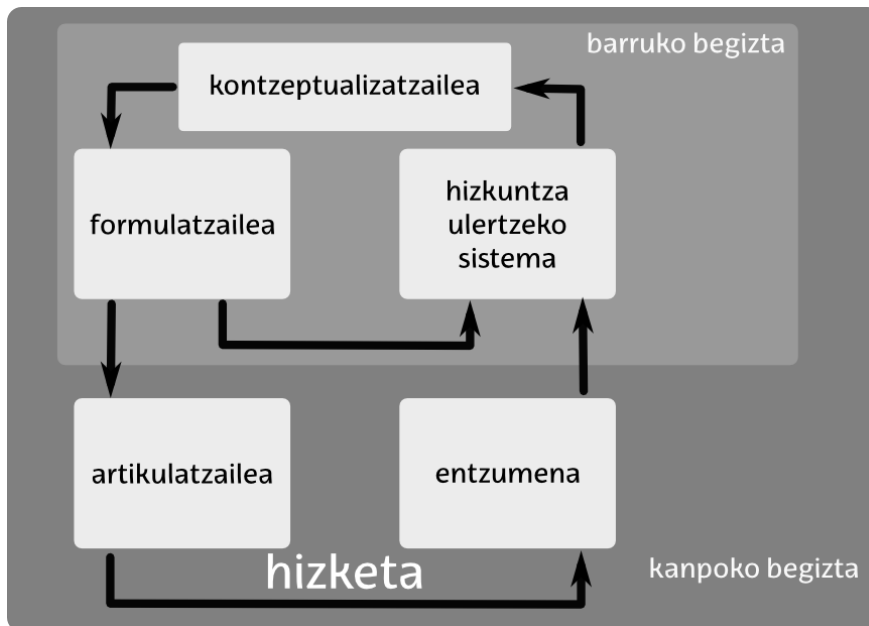 barruko begizta
kontzeptualizatzailea
formulatzailea
hizkuntza
ulertzeko
sistema
artikulatzailea
entzumena
hizketa
kanpoko begizta